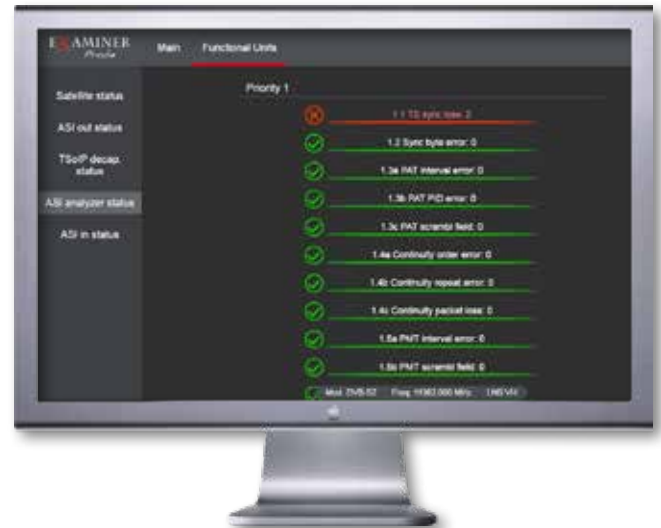 EXAMINER
Main
Functional Units
Satellite status
ASI out status
TSoIP decap.
status
ASI analyzer status
ASI in status
Priority 1
1.1 TS sync loss: 2
1.2 Sync byte error: 0
1.3a PAT interval error: 0
1.3b PAT PID error: 0
1.3c PAT scrambl field: 0
1.4a Continuity order error: 0
1.4b Continuity repeat error: 0
1.4c Continuity packet loss: 0
1.5a PMT interval error: 0
1.5b PMT scrambl field: 0
Mod. DVB-S2 Freq. MHz